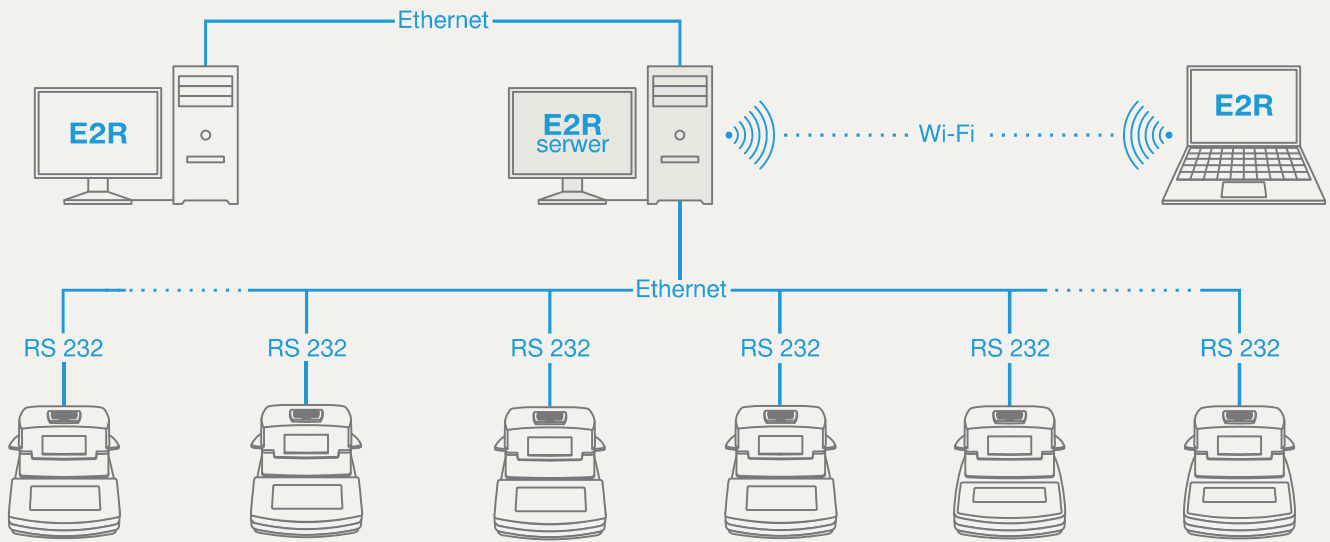 Ethernet
E2R
E2R
serwer
Wi-Fi
E2R
Ethernet
RS 232
RS 232
RS 232
RS 232
RS 232
RS 232